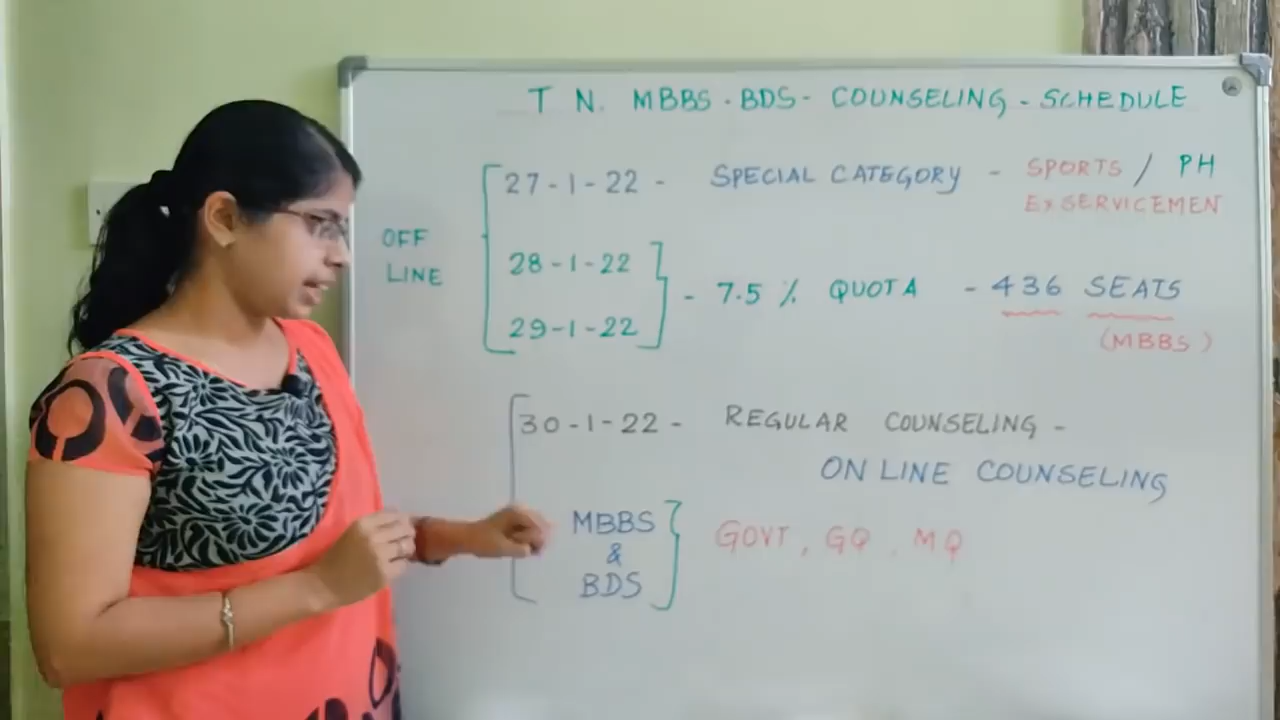 T N. MBBS - BDS - COUNSELING - SCHEDULE
27-1-22 - SPECIAL CATEGORY - SPORTS / PH
EX SERVICEMEN
OFF
LINE
28-1-22
29-1-22
- 7.5 % QUOTA - 436 SEATS
(MBBS)
30-1-22 - REGULAR COUNSELING -
ON LINE COUNSELING
MBBS
&
BDS
GOVT, GQ, MQ